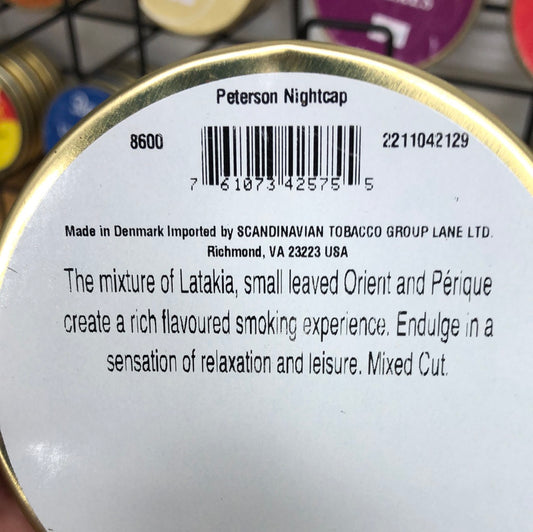 Peterson Nightcap
8600
2211042129
7 61073 42575 5
Made in Denmark Imported by SCANDINAVIAN TOBACCO GROUP LANE LTD.
Richmond, VA 23223 USA
The mixture of Latakia, small leaved Orient and Périque
create a rich flavoured smoking experience. Endulge in a
sensation of relaxation and leisure. Mixed Cut.